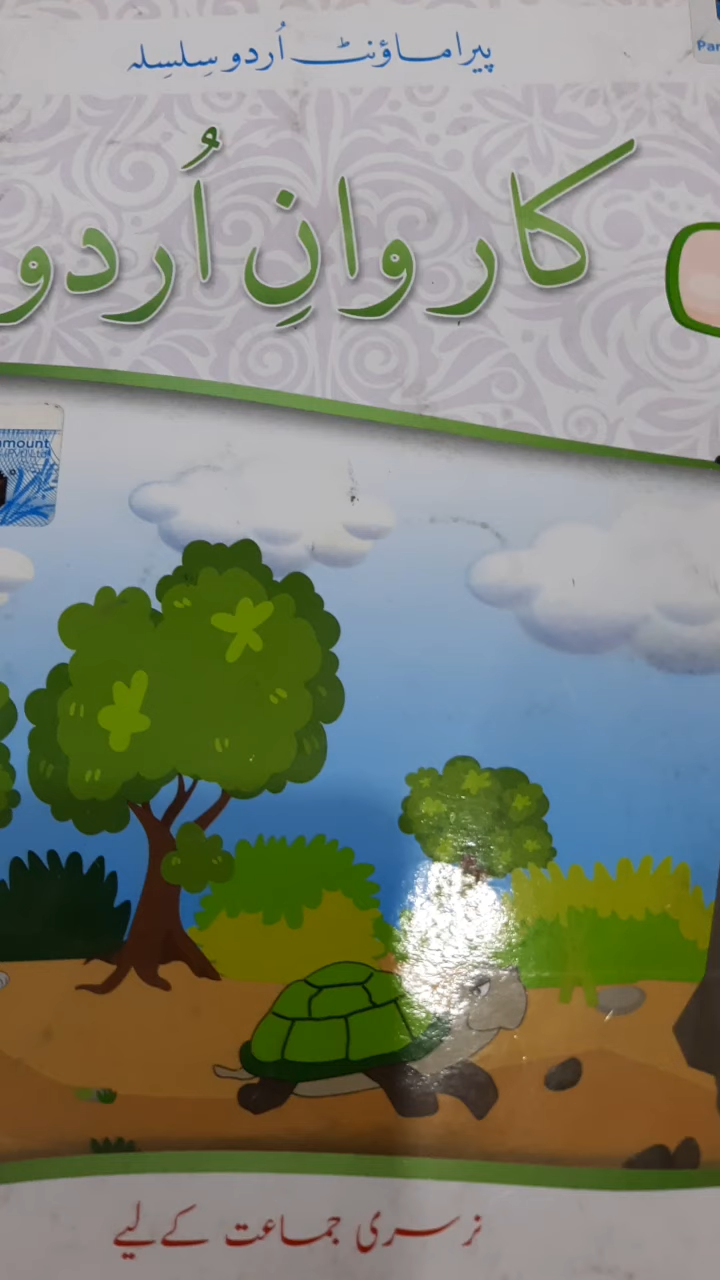 پیراماؤنٹ اُردو سِلسِلہ
کاروانِ اُردو
نرسری جماعت کے لیے